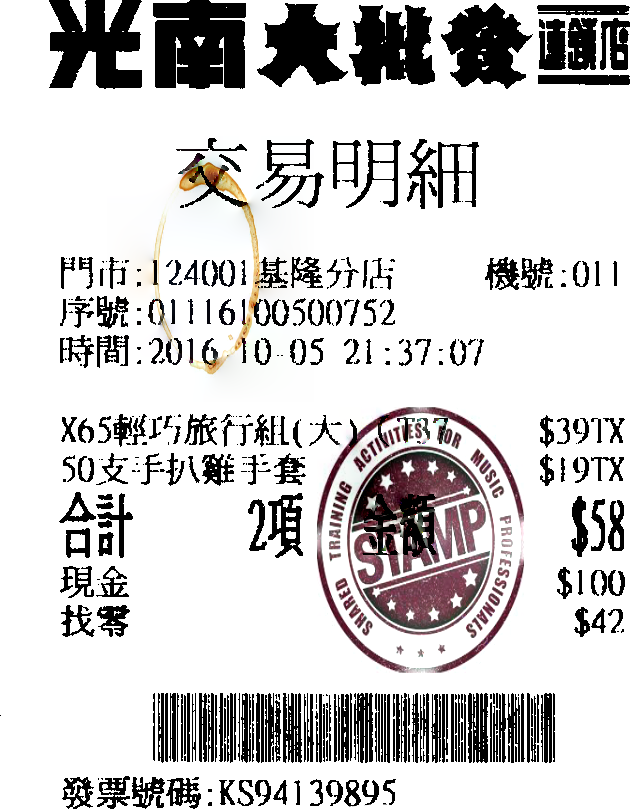 光南大批發 連鎖店
交易明細
門市:124001基隆分店 機號:011
序號:01116100500752
時間:2016-10-05 21:37:07
X65輕巧旅行組(大)(T37 $39TX
50支手扒雞手套 $19TX
合計 2項 金額 $58
現金 $100
找零 $42
SHARED TRAINING ACTIVITIES FOR MUSIC PROFESSIONALS
STAMP
發票號碼:KS94139895